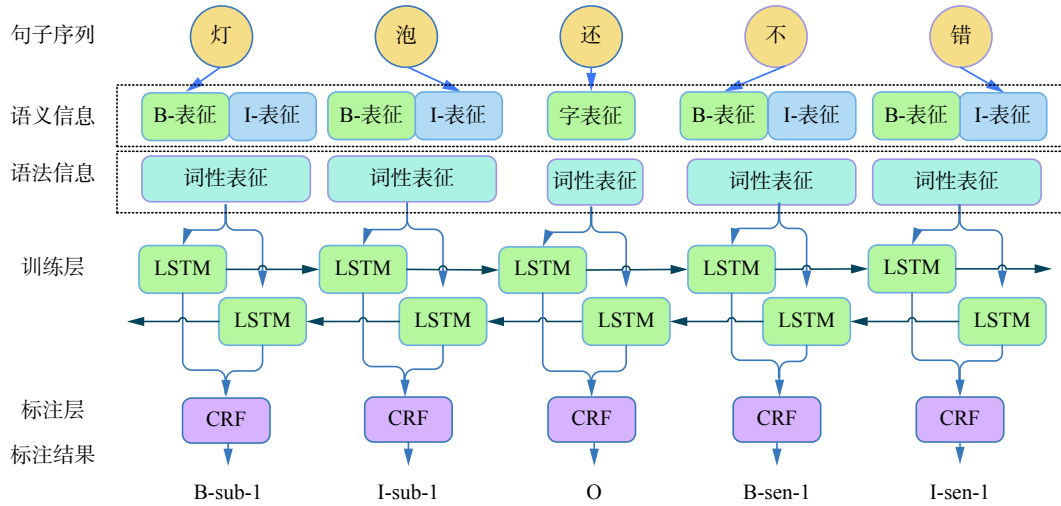 句子序列 灯 泡 还 不 错
语义信息 B-表征 I-表征 B-表征 I-表征 字表征 B-表征 I-表征 B-表征 I-表征
语法信息 词性表征 词性表征 词性表征 词性表征 词性表征
训练层 LSTM LSTM LSTM LSTM LSTM
LSTM LSTM LSTM LSTM LSTM
标注层 CRF CRF CRF CRF CRF
标注结果
B-sub-1 I-sub-1 O B-sen-1 I-sen-1